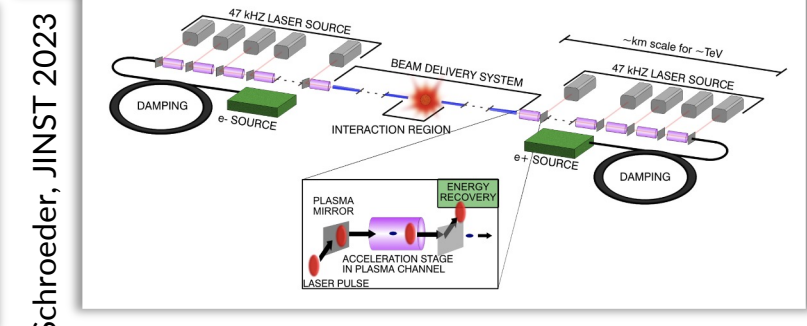 Schroeder, JINST 2023
47 kHZ LASER SOURCE
~km scale for ~TeV
BEAM DELIVERY SYSTEM
47 kHZ LASER SOURCE
DAMPING
e- SOURCE
INTERACTION REGION
e+ SOURCE
DAMPING
ENERGY
RECOVERY
PLASMA
MIRROR
ACCELERATION STAGE
IN PLASMA CHANNEL
LASER PULSE